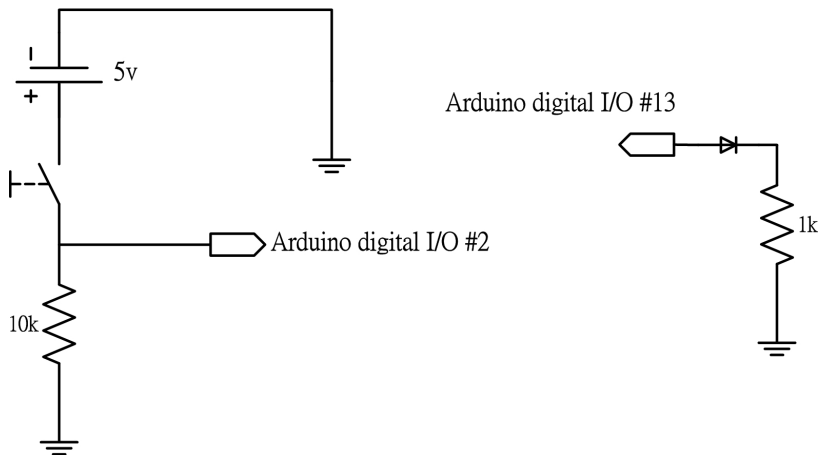 -
5v
+
Arduino digital I/O #13
1k
Arduino digital I/O #2
10k